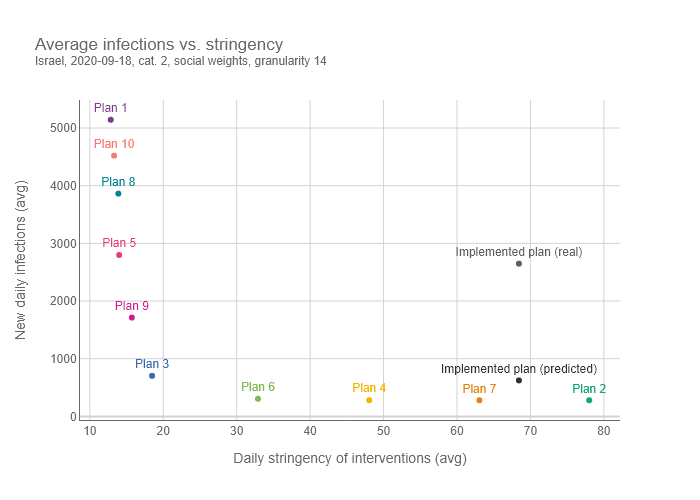 Average infections vs. stringency
Israel, 2020-09-18, cat. 2, social weights, granularity 14
Plan 1
5000
Plan 10
Plan 8
4000
Plan 5
3000
Implemented plan (real)
Plan 9
2000
Plan 3
1000
Implemented plan (predicted)
Plan 6
Plan 4
Plan 7
Plan 2
0
10
20
30
40
50
60
70
80
New daily infections (avg)
Daily stringency of interventions (avg)